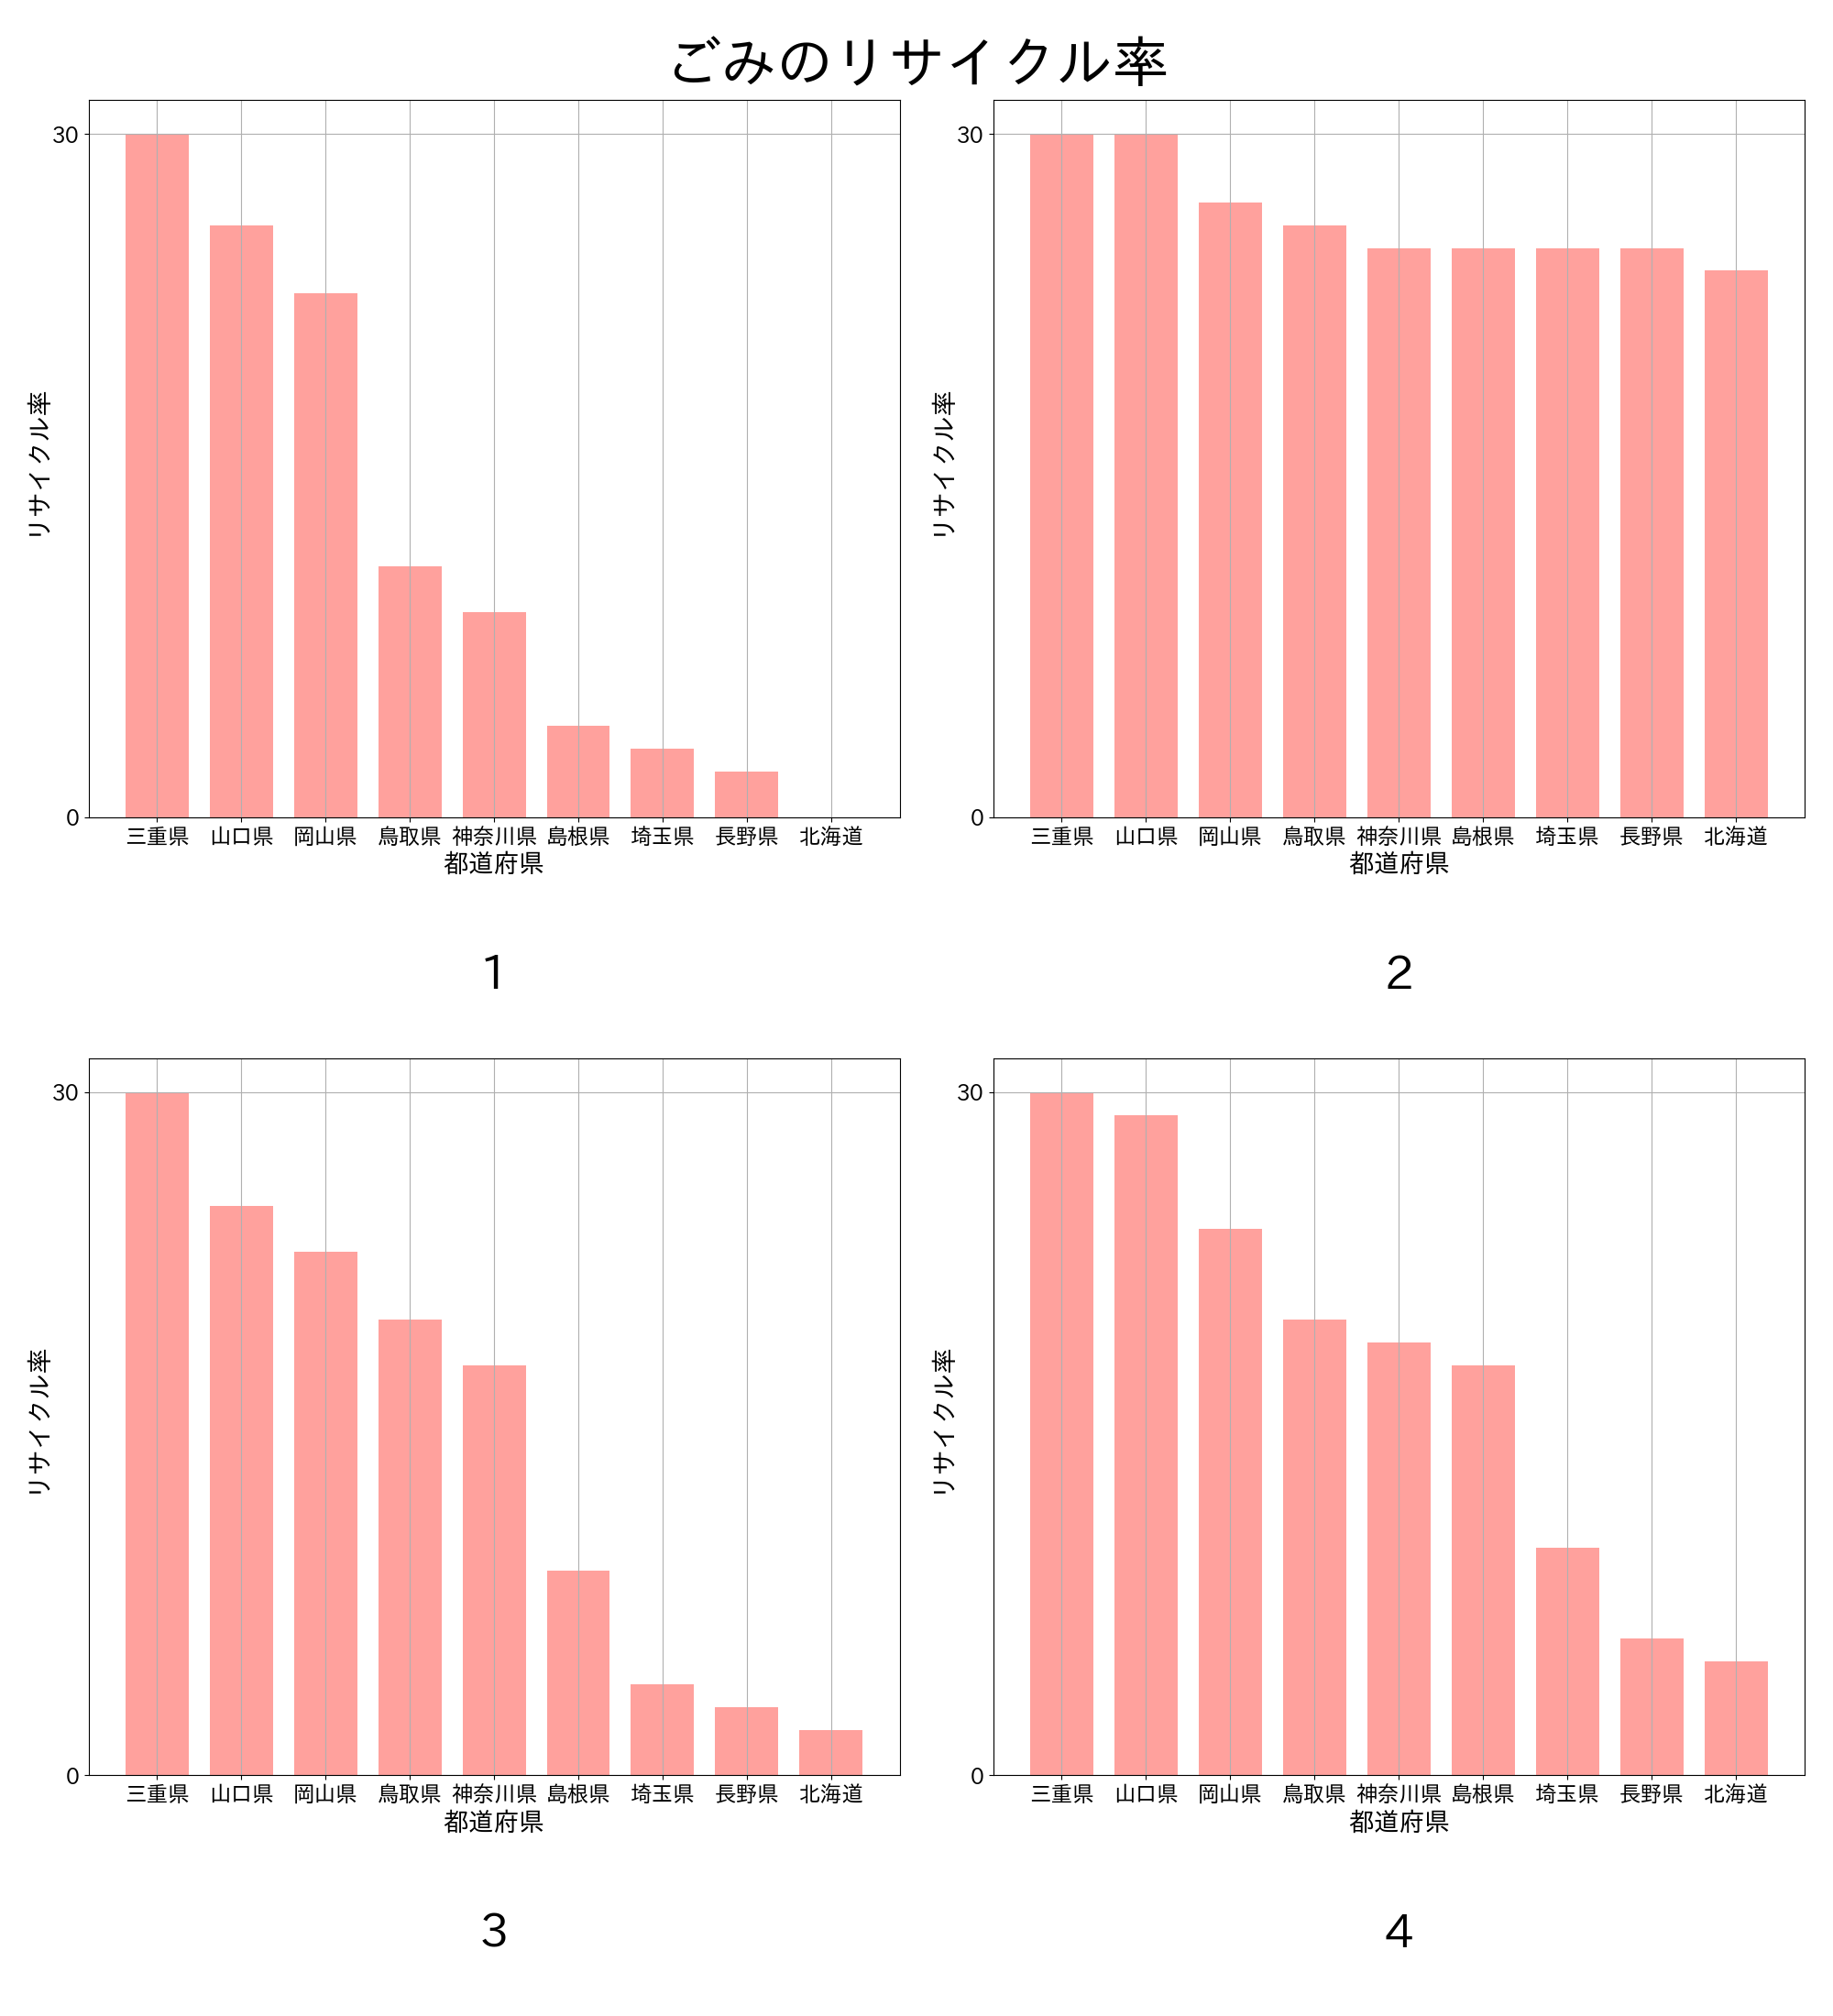 ごみのリサイクル率
30
リサイクル率
0
三重県 山口県 岡山県 鳥取県 神奈川県 島根県 埼玉県 長野県 北海道
都道府県
1
30
リサイクル率
0
三重県 山口県 岡山県 鳥取県 神奈川県 島根県 埼玉県 長野県 北海道
都道府県
2
30
リサイクル率
0
三重県 山口県 岡山県 鳥取県 神奈川県 島根県 埼玉県 長野県 北海道
都道府県
3
30
リサイクル率
0
三重県 山口県 岡山県 鳥取県 神奈川県 島根県 埼玉県 長野県 北海道
都道府県
4